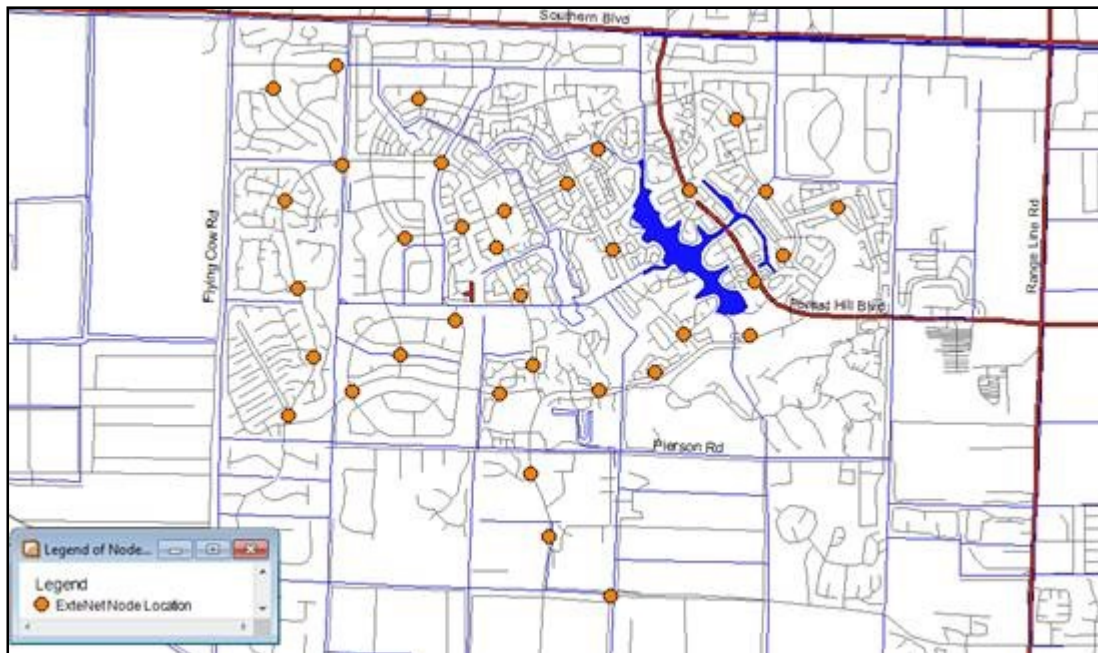 Southern Blvd
Flying Cow Rd
Range Line Rd
Hill Blvd
Pierson Rd
Legend of Node...
Legend
ExteNet Node Location